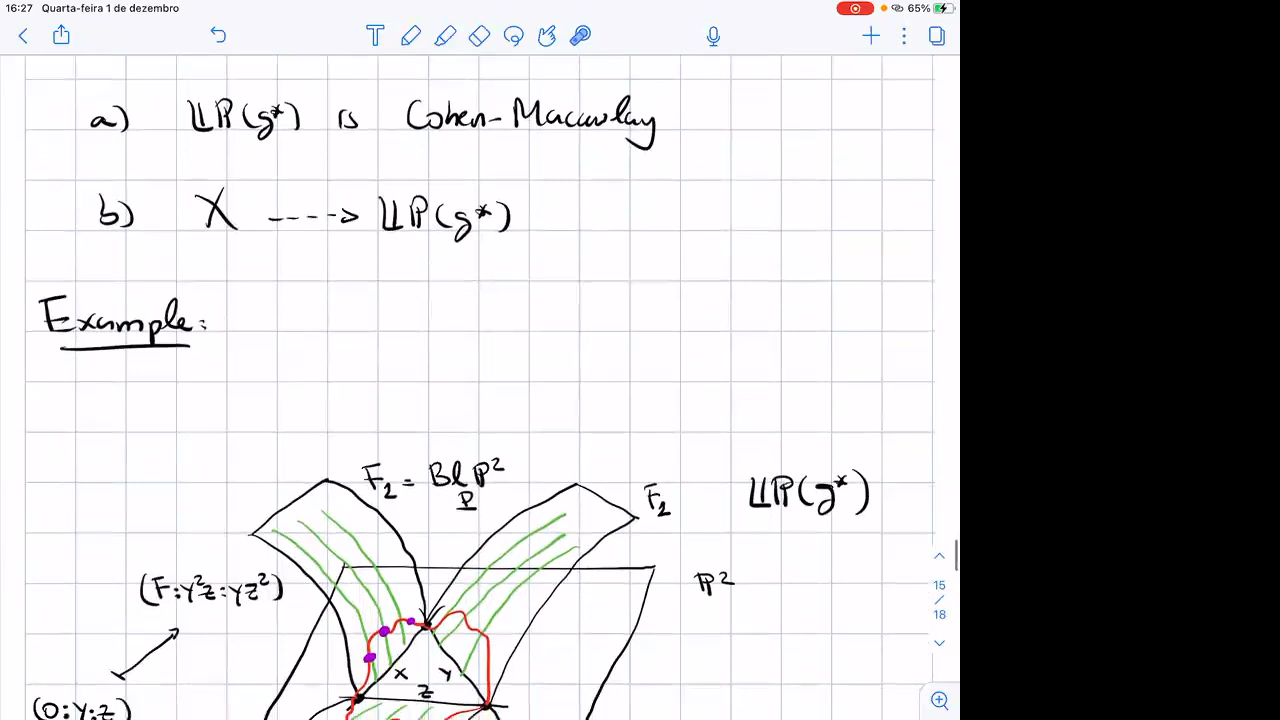 16:27 Quarta-feira 1 de dezembro 65%
a) 𝕃ℙ(g*) is Cohen-Macaulay
b) X ----> 𝕃ℙ(g*)
Example:
F₂ = Bl_P ℙ²
F₂
𝕃ℙ(g*)
(F:Y²Z:YZ²)
ℙ²
X Y
Z
(0:Y:Z)
15
/
18